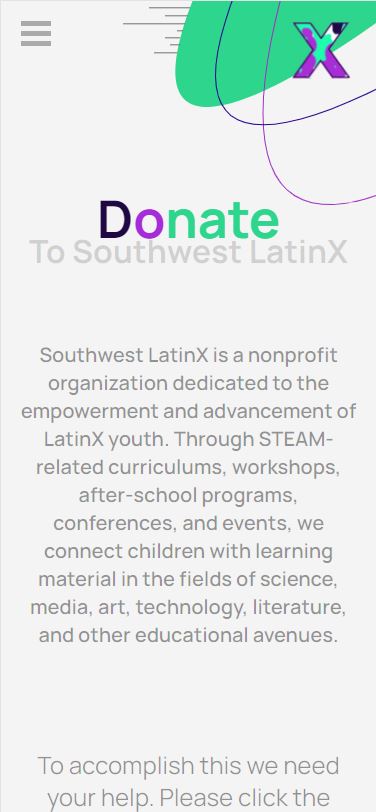 X
Donate
To Southwest LatinX
Southwest LatinX is a nonprofit
organization dedicated to the
empowerment and advancement of
LatinX youth. Through STEAM-
related curriculums, workshops,
after-school programs,
conferences, and events, we
connect children with learning
material in the fields of science,
media, art, technology, literature,
and other educational avenues.
To accomplish this we need
your help. Please click the